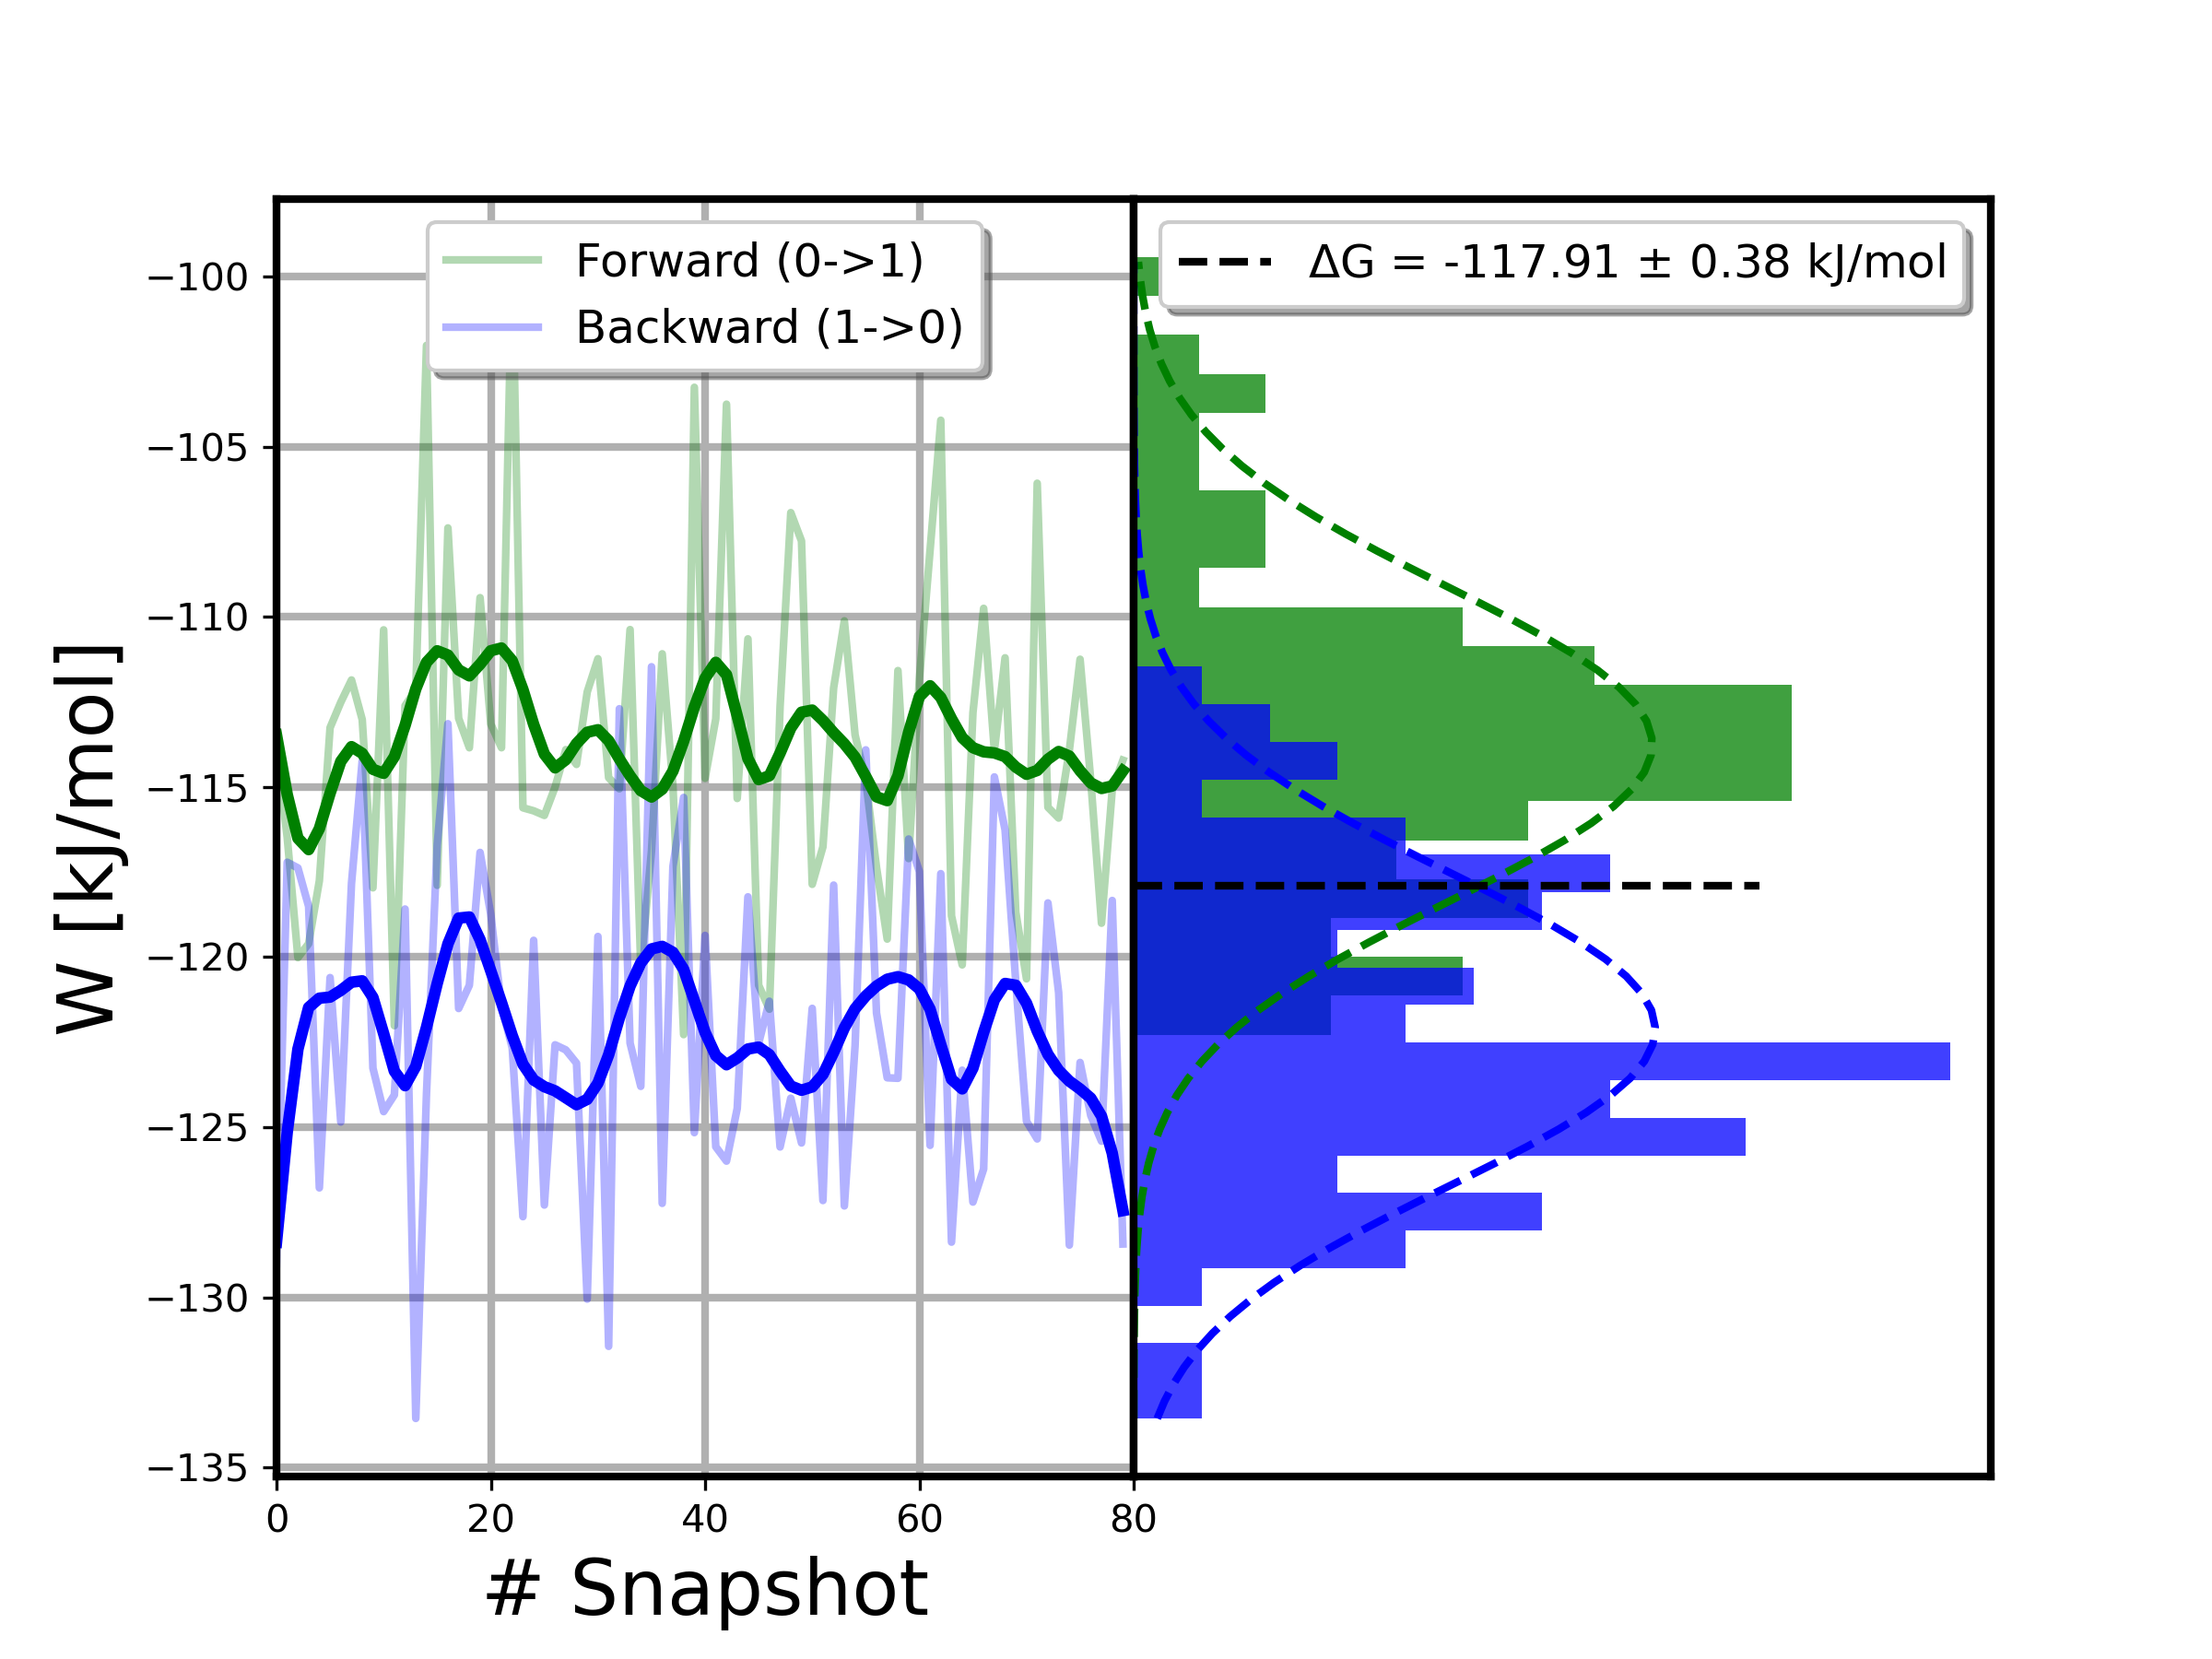 Forward (0->1)
Backward (1->0)
ΔG = -117.91 ± 0.38 kJ/mol
W [kJ/mol]
−100
−105
−110
−115
−120
−125
−130
−135
0 20 40 60 80
# Snapshot